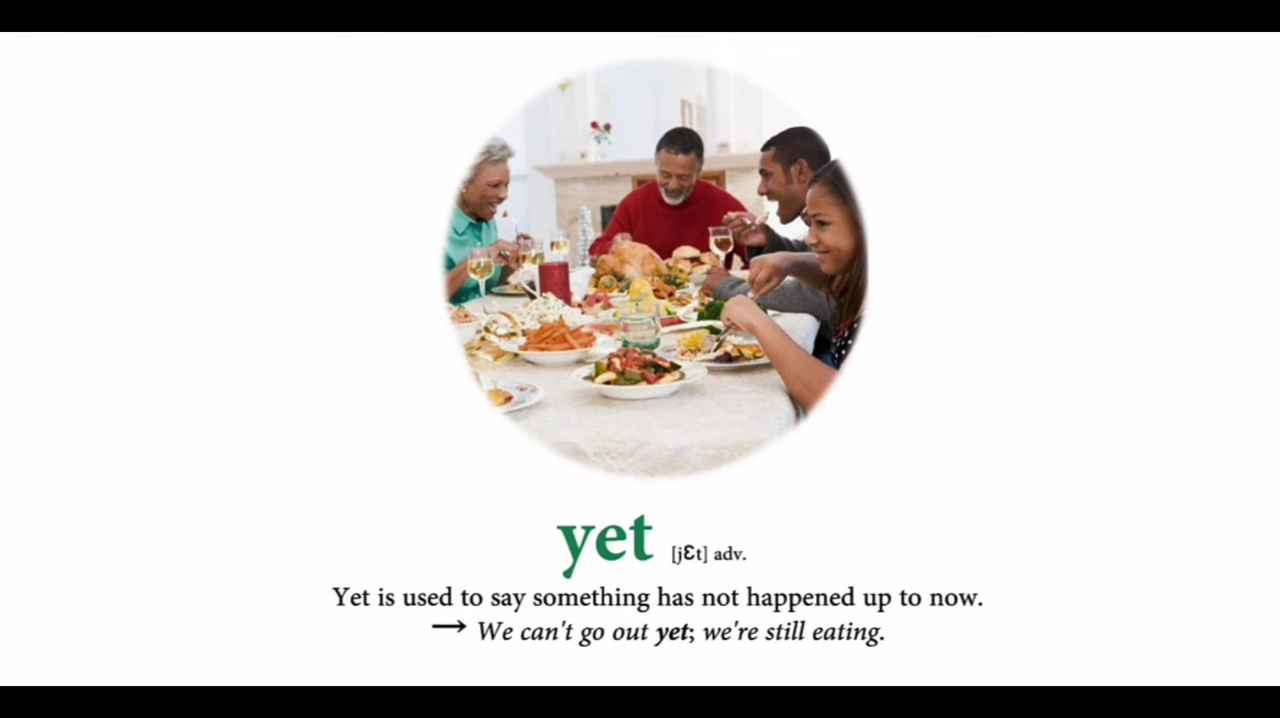 yet [jɛt] adv.
Yet is used to say something has not happened up to now.
→ We can't go out yet; we're still eating.